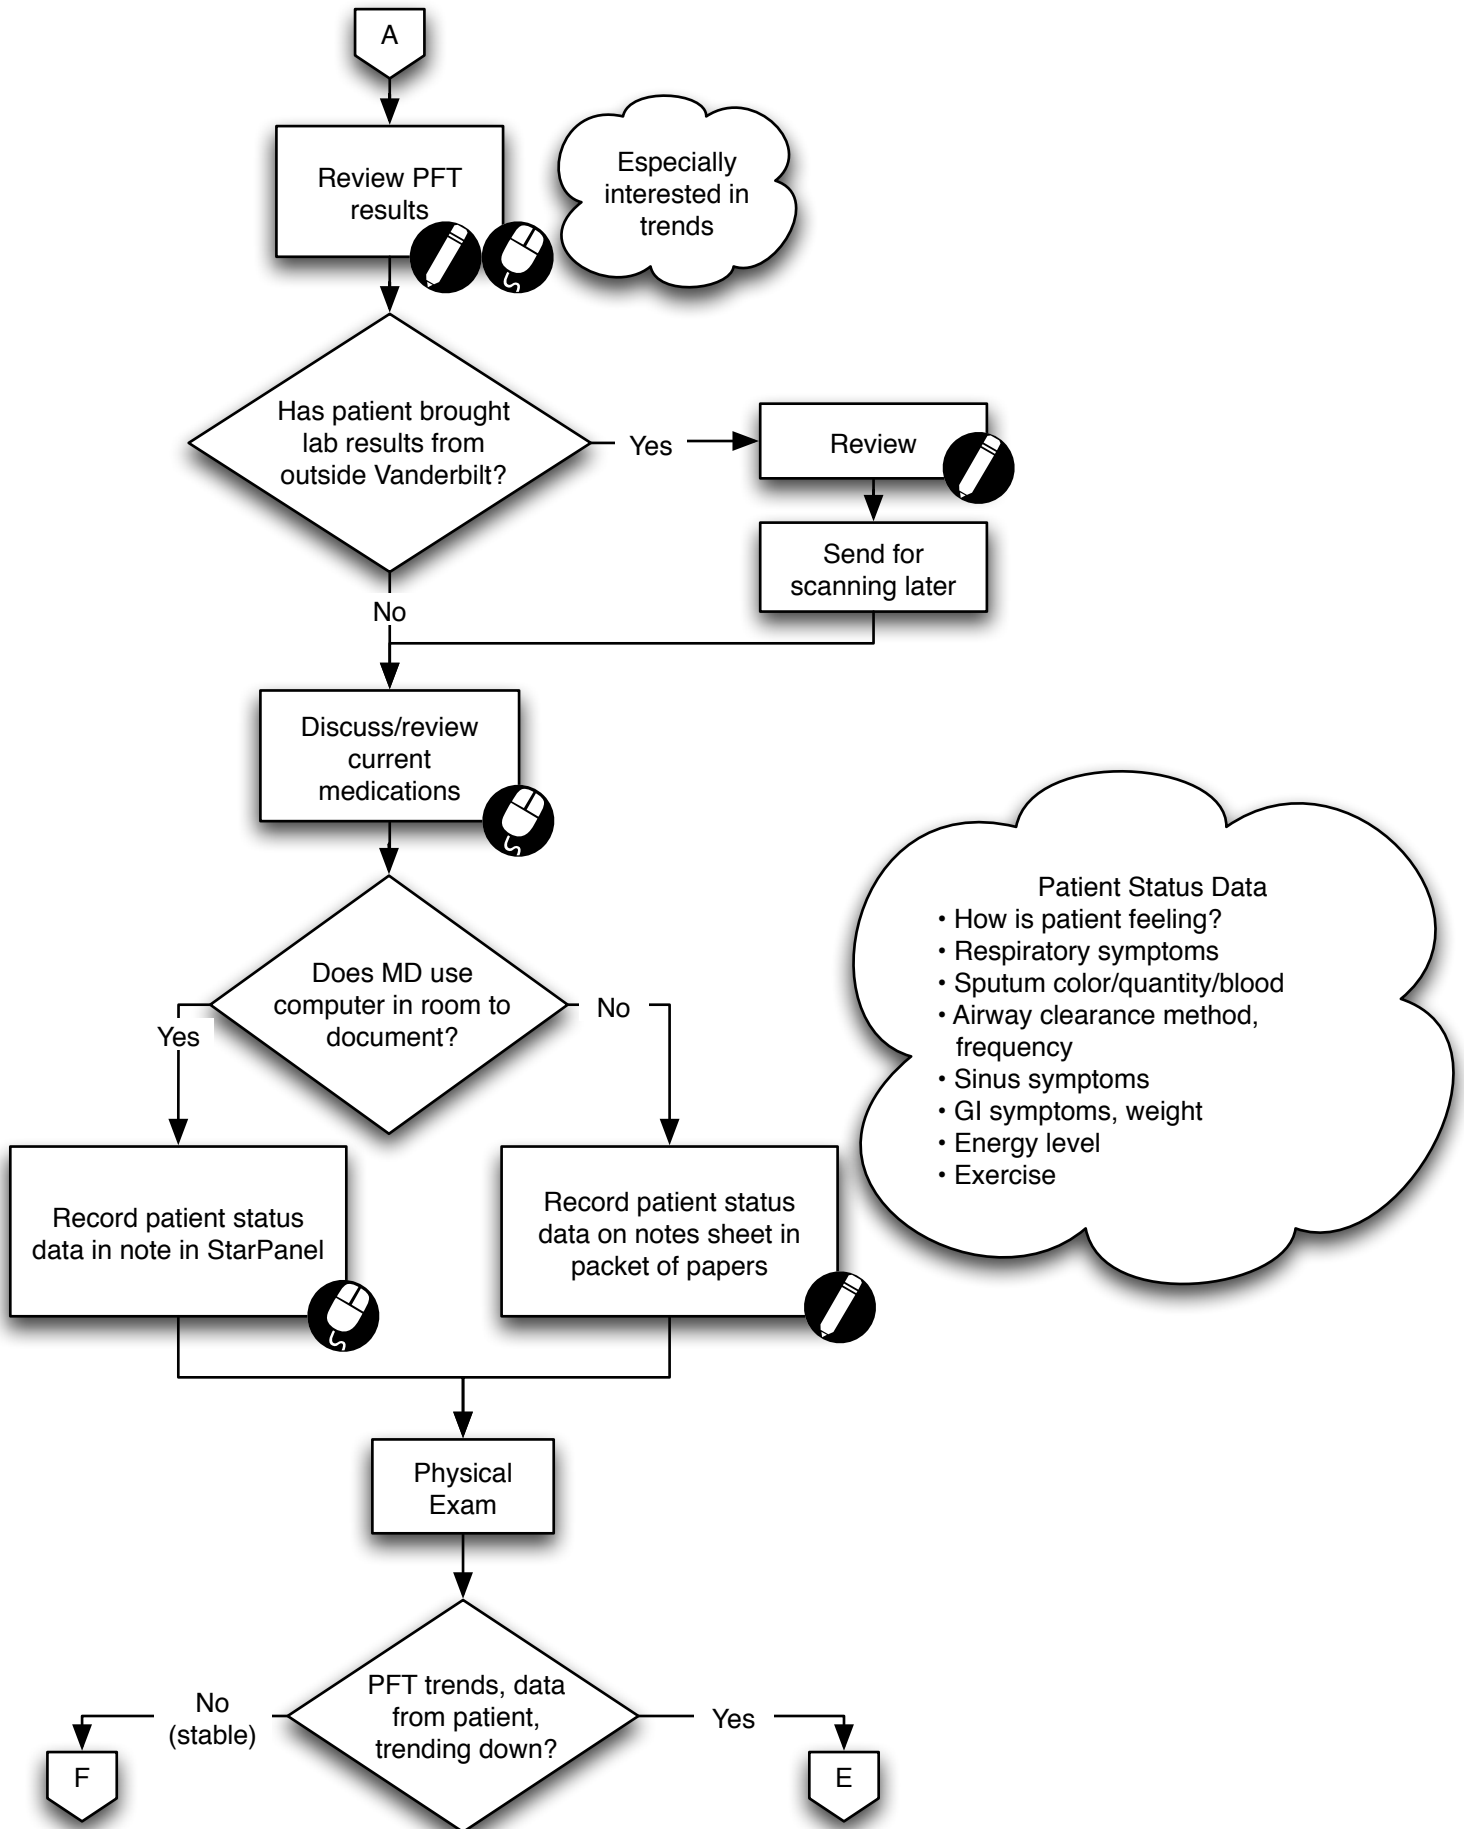 A
Review PFT
results
Especially
interested in
trends
Has patient brought
lab results from
outside Vanderbilt?
Yes
Review
Send for
scanning later
No
Discuss/review
current
medications
Does MD use
computer in room to
document?
Yes
No
Patient Status Data
• How is patient feeling?
• Respiratory symptoms
• Sputum color/quantity/blood
• Airway clearance method,
frequency
• Sinus symptoms
• GI symptoms, weight
• Energy level
• Exercise
Record patient status
data in note in StarPanel
Record patient status
data on notes sheet in
packet of papers
Physical
Exam
PFT trends, data
from patient,
trending down?
No
(stable)
Yes
F
E